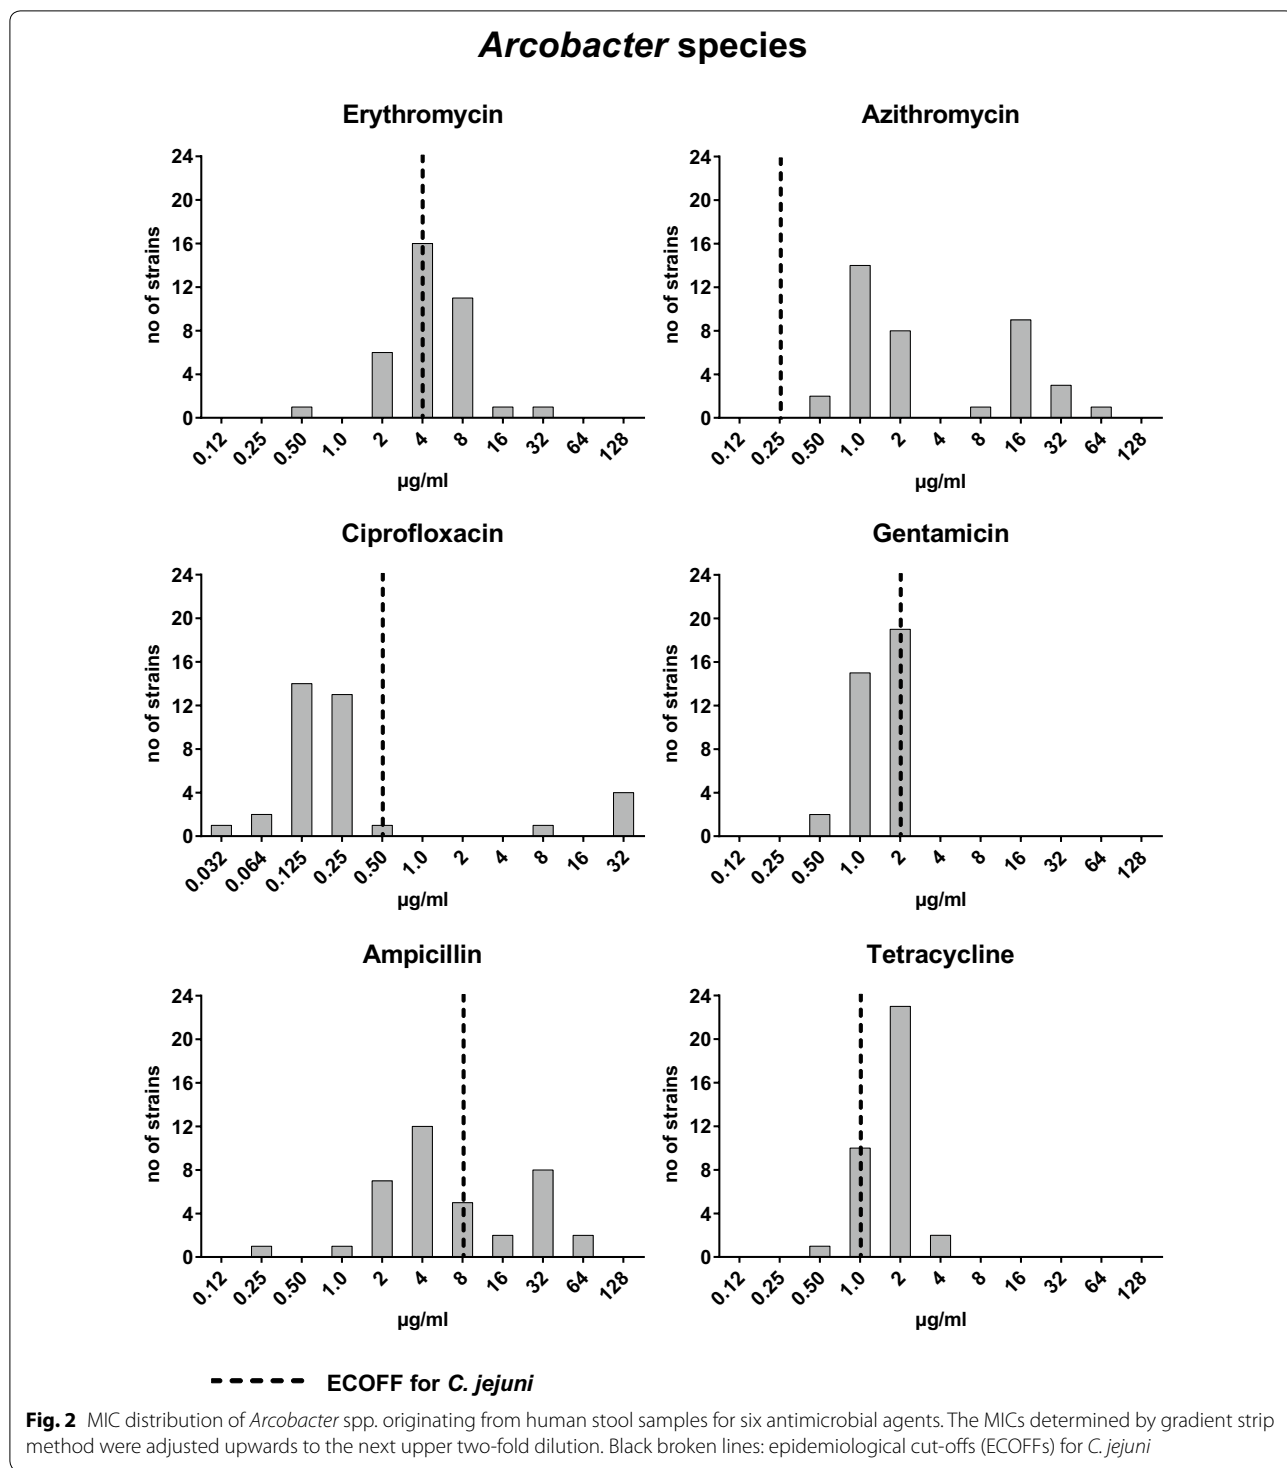 Arcobacter species
Erythromycin
24
20
16
12
8
4
0
no of strains
0.12 0.25 0.50 1.0 2 4 8 16 32 64 128
µg/ml
Azithromycin
24
20
16
12
8
4
0
no of strains
0.12 0.25 0.50 1.0 2 4 8 16 32 64 128
µg/ml
Ciprofloxacin
24
20
16
12
8
4
0
no of strains
0.032 0.064 0.125 0.25 0.50 1.0 2 4 8 16 32
µg/ml
Gentamicin
24
20
16
12
8
4
0
no of strains
0.12 0.25 0.50 1.0 2 4 8 16 32 64 128
µg/ml
Ampicillin
24
20
16
12
8
4
0
no of strains
0.12 0.25 0.50 1.0 2 4 8 16 32 64 128
µg/ml
Tetracycline
24
20
16
12
8
4
0
no of strains
0.12 0.25 0.50 1.0 2 4 8 16 32 64 128
µg/ml
ECOFF for C. jejuni
Fig. 2 MIC distribution of Arcobacter spp. originating from human stool samples for six antimicrobial agents. The MICs determined by gradient strip
method were adjusted upwards to the next upper two-fold dilution. Black broken lines: epidemiological cut-offs (ECOFFs) for C. jejuni